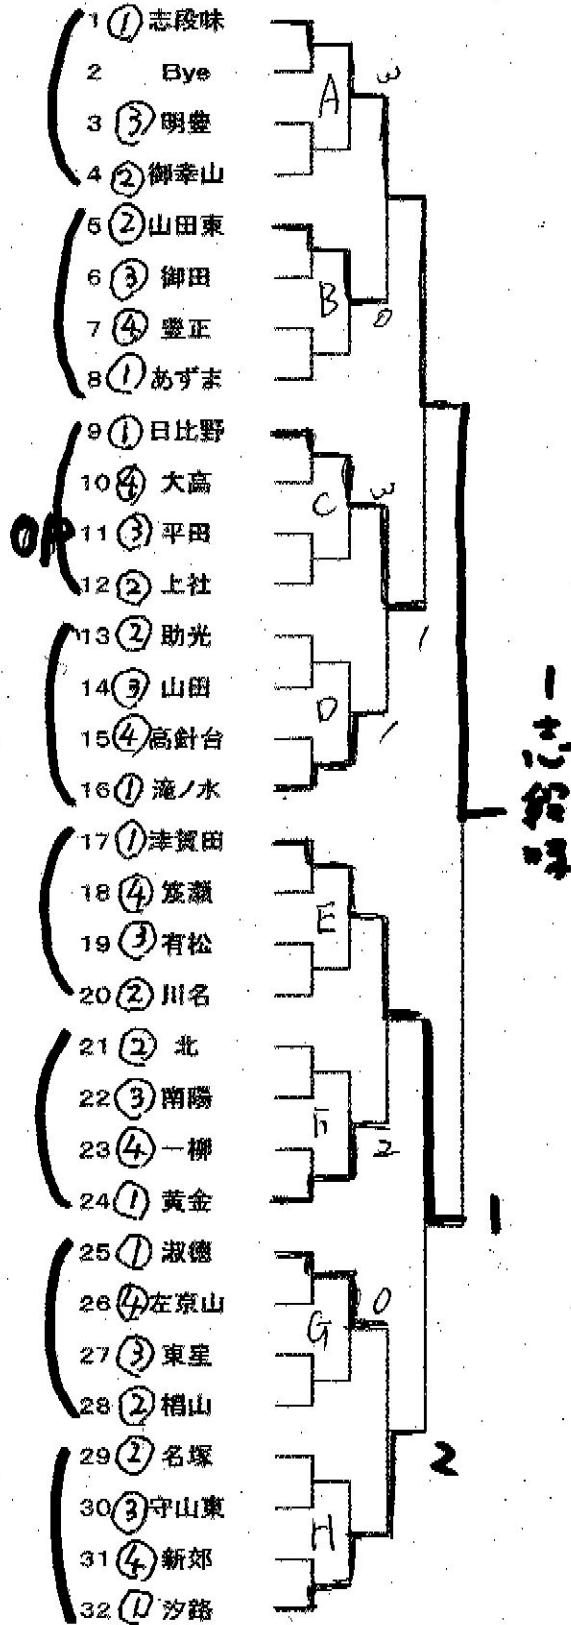 1 ① 志段味
2 Bye
3 ③ 明豊
4 ② 御幸山
5 ② 山田東
6 ③ 御田
7 ④ 豊正
8 ① あずま
9 ① 日比野
10 ④ 大高
11 ③ 平田
12 ② 上社
13 ② 助光
14 ③ 山田
15 ④ 高針台
16 ① 滝ノ水
17 ① 津賀田
18 ④
19 ③ 有松
20 ② 川名
21 ② 北
22 ③ 南陽
23 ④ 一柳
24 ① 黄金
25 ① 淑徳
26 ④ 左京山
27 ③ 東星
28 ② 椙山
29 ② 名塚
30 ③ 守山東
31 ④ 新郊
32 ① 汐路
A
3
B
0
C
3
D
1
1
E
F
2
G
0
H
2
1
1 志段味